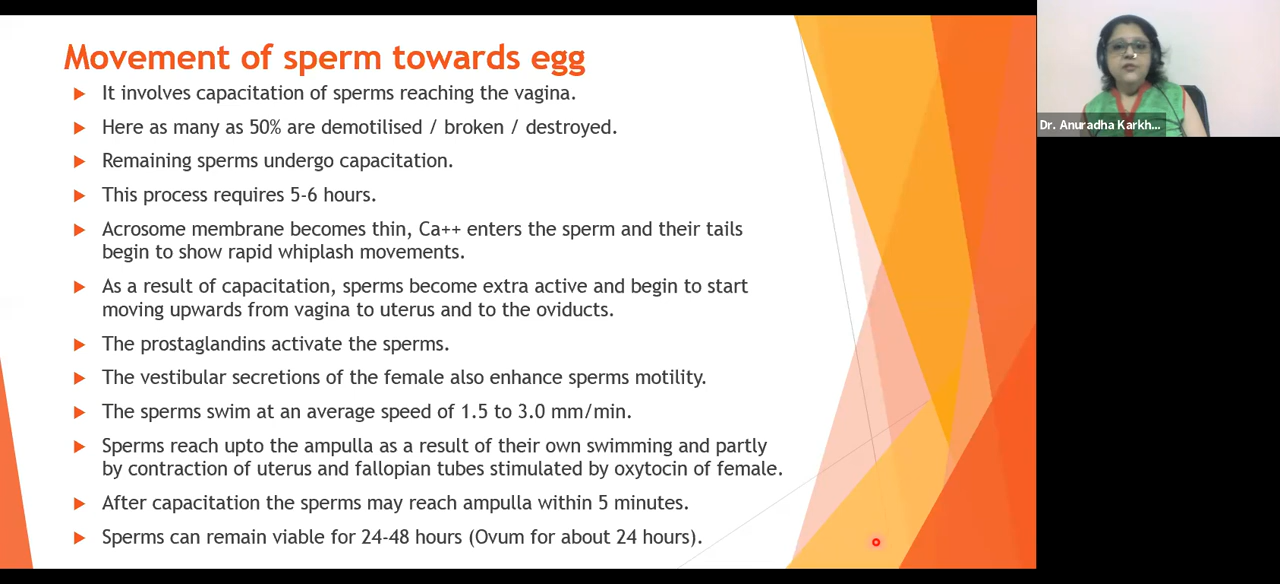 Movement of sperm towards egg
It involves capacitation of sperms reaching the vagina.
Here as many as 50% are demotilised / broken / destroyed.
Remaining sperms undergo capacitation.
This process requires 5-6 hours.
Acrosome membrane becomes thin, Ca++ enters the sperm and their tails
begin to show rapid whiplash movements.
As a result of capacitation, sperms become extra active and begin to start
moving upwards from vagina to uterus and to the oviducts.
The prostaglandins activate the sperms.
The vestibular secretions of the female also enhance sperms motility.
The sperms swim at an average speed of 1.5 to 3.0 mm/min.
Sperms reach upto the ampulla as a result of their own swimming and partly
by contraction of uterus and fallopian tubes stimulated by oxytocin of female.
After capacitation the sperms may reach ampulla within 5 minutes.
Sperms can remain viable for 24-48 hours (Ovum for about 24 hours).
Dr. Anuradha Karkh...